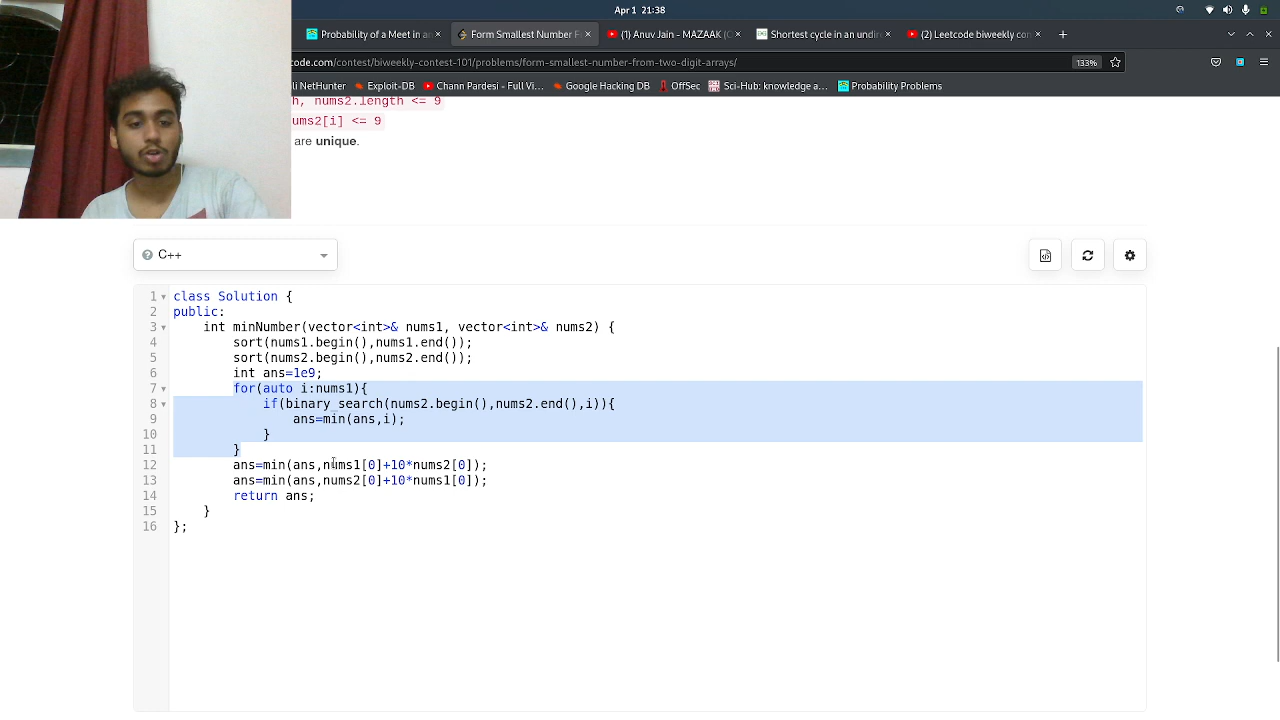 Apr 1 21:38
Probability of a Meet in an
Form Smallest Number F
(1) Anuv Jain - MAZAAK (
Shortest cycle in an undi
(2) Leetcode biweekly con
code.com/contest/biweekly-contest-101/problems/form-smallest-number-from-two-digit-arrays/
133%
li NetHunter
Exploit-DB
Chann Pardesi - Full Vi...
Google Hacking DB
OffSec
Sci-Hub: knowledge a...
Probability Problems
h, nums2.length <= 9
ums2[i] <= 9
are unique.
C++
1 class Solution {
2 public:
3 int minNumber(vector<int>& nums1, vector<int>& nums2) {
4 sort(nums1.begin(),nums1.end());
5 sort(nums2.begin(),nums2.end());
6 int ans=1e9;
7 for(auto i:nums1){
8 if(binary_search(nums2.begin(),nums2.end(),i)){
9 ans=min(ans,i);
10 }
11 }
12 ans=min(ans,nums1[0]+10*nums2[0]);
13 ans=min(ans,nums2[0]+10*nums1[0]);
14 return ans;
15 }
16 };